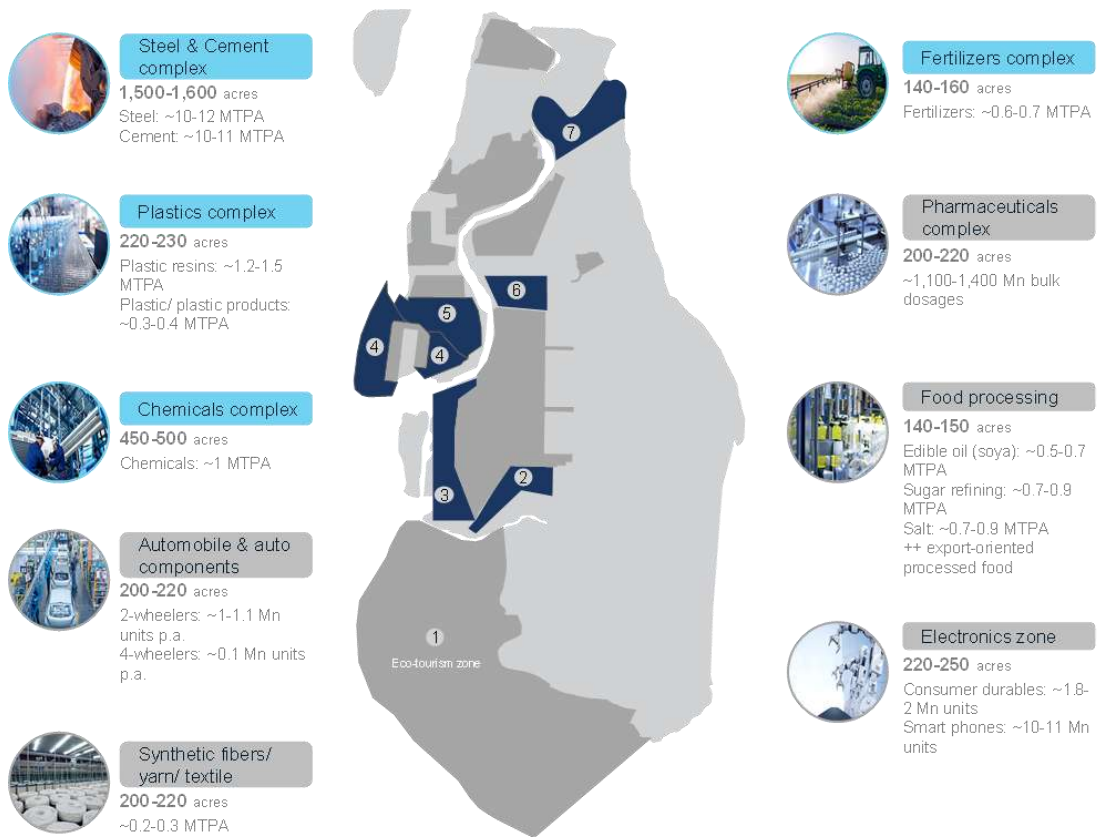 Steel & Cement
complex
1,500-1,600 acres
Steel: ~10-12 MTPA
Cement: ~10-11 MTPA
Plastics complex
220-230 acres
Plastic resins: ~1.2-1.5
MTPA
Plastic/ plastic products:
~0.3-0.4 MTPA
Chemicals complex
450-500 acres
Chemicals: ~1 MTPA
Automobile & auto
components
200-220 acres
2-wheelers: ~1-1.1 Mn
units p.a.
4-wheelers: ~0.1 Mn units
p.a.
Synthetic fibers/
yarn/ textile
200-220 acres
~0.2-0.3 MTPA
7
6
5
4
4
3
2
1
Eco-tourism zone
Fertilizers complex
140-160 acres
Fertilizers: ~0.6-0.7 MTPA
Pharmaceuticals
complex
200-220 acres
~1,100-1,400 Mn bulk
dosages
Food processing
140-150 acres
Edible oil (soya): ~0.5-0.7
MTPA
Sugar refining: ~0.7-0.9
MTPA
Salt: ~0.7-0.9 MTPA
++ export-oriented
processed food
Electronics zone
220-250 acres
Consumer durables: ~1.8-
2 Mn units
Smart phones: ~10-11 Mn
units